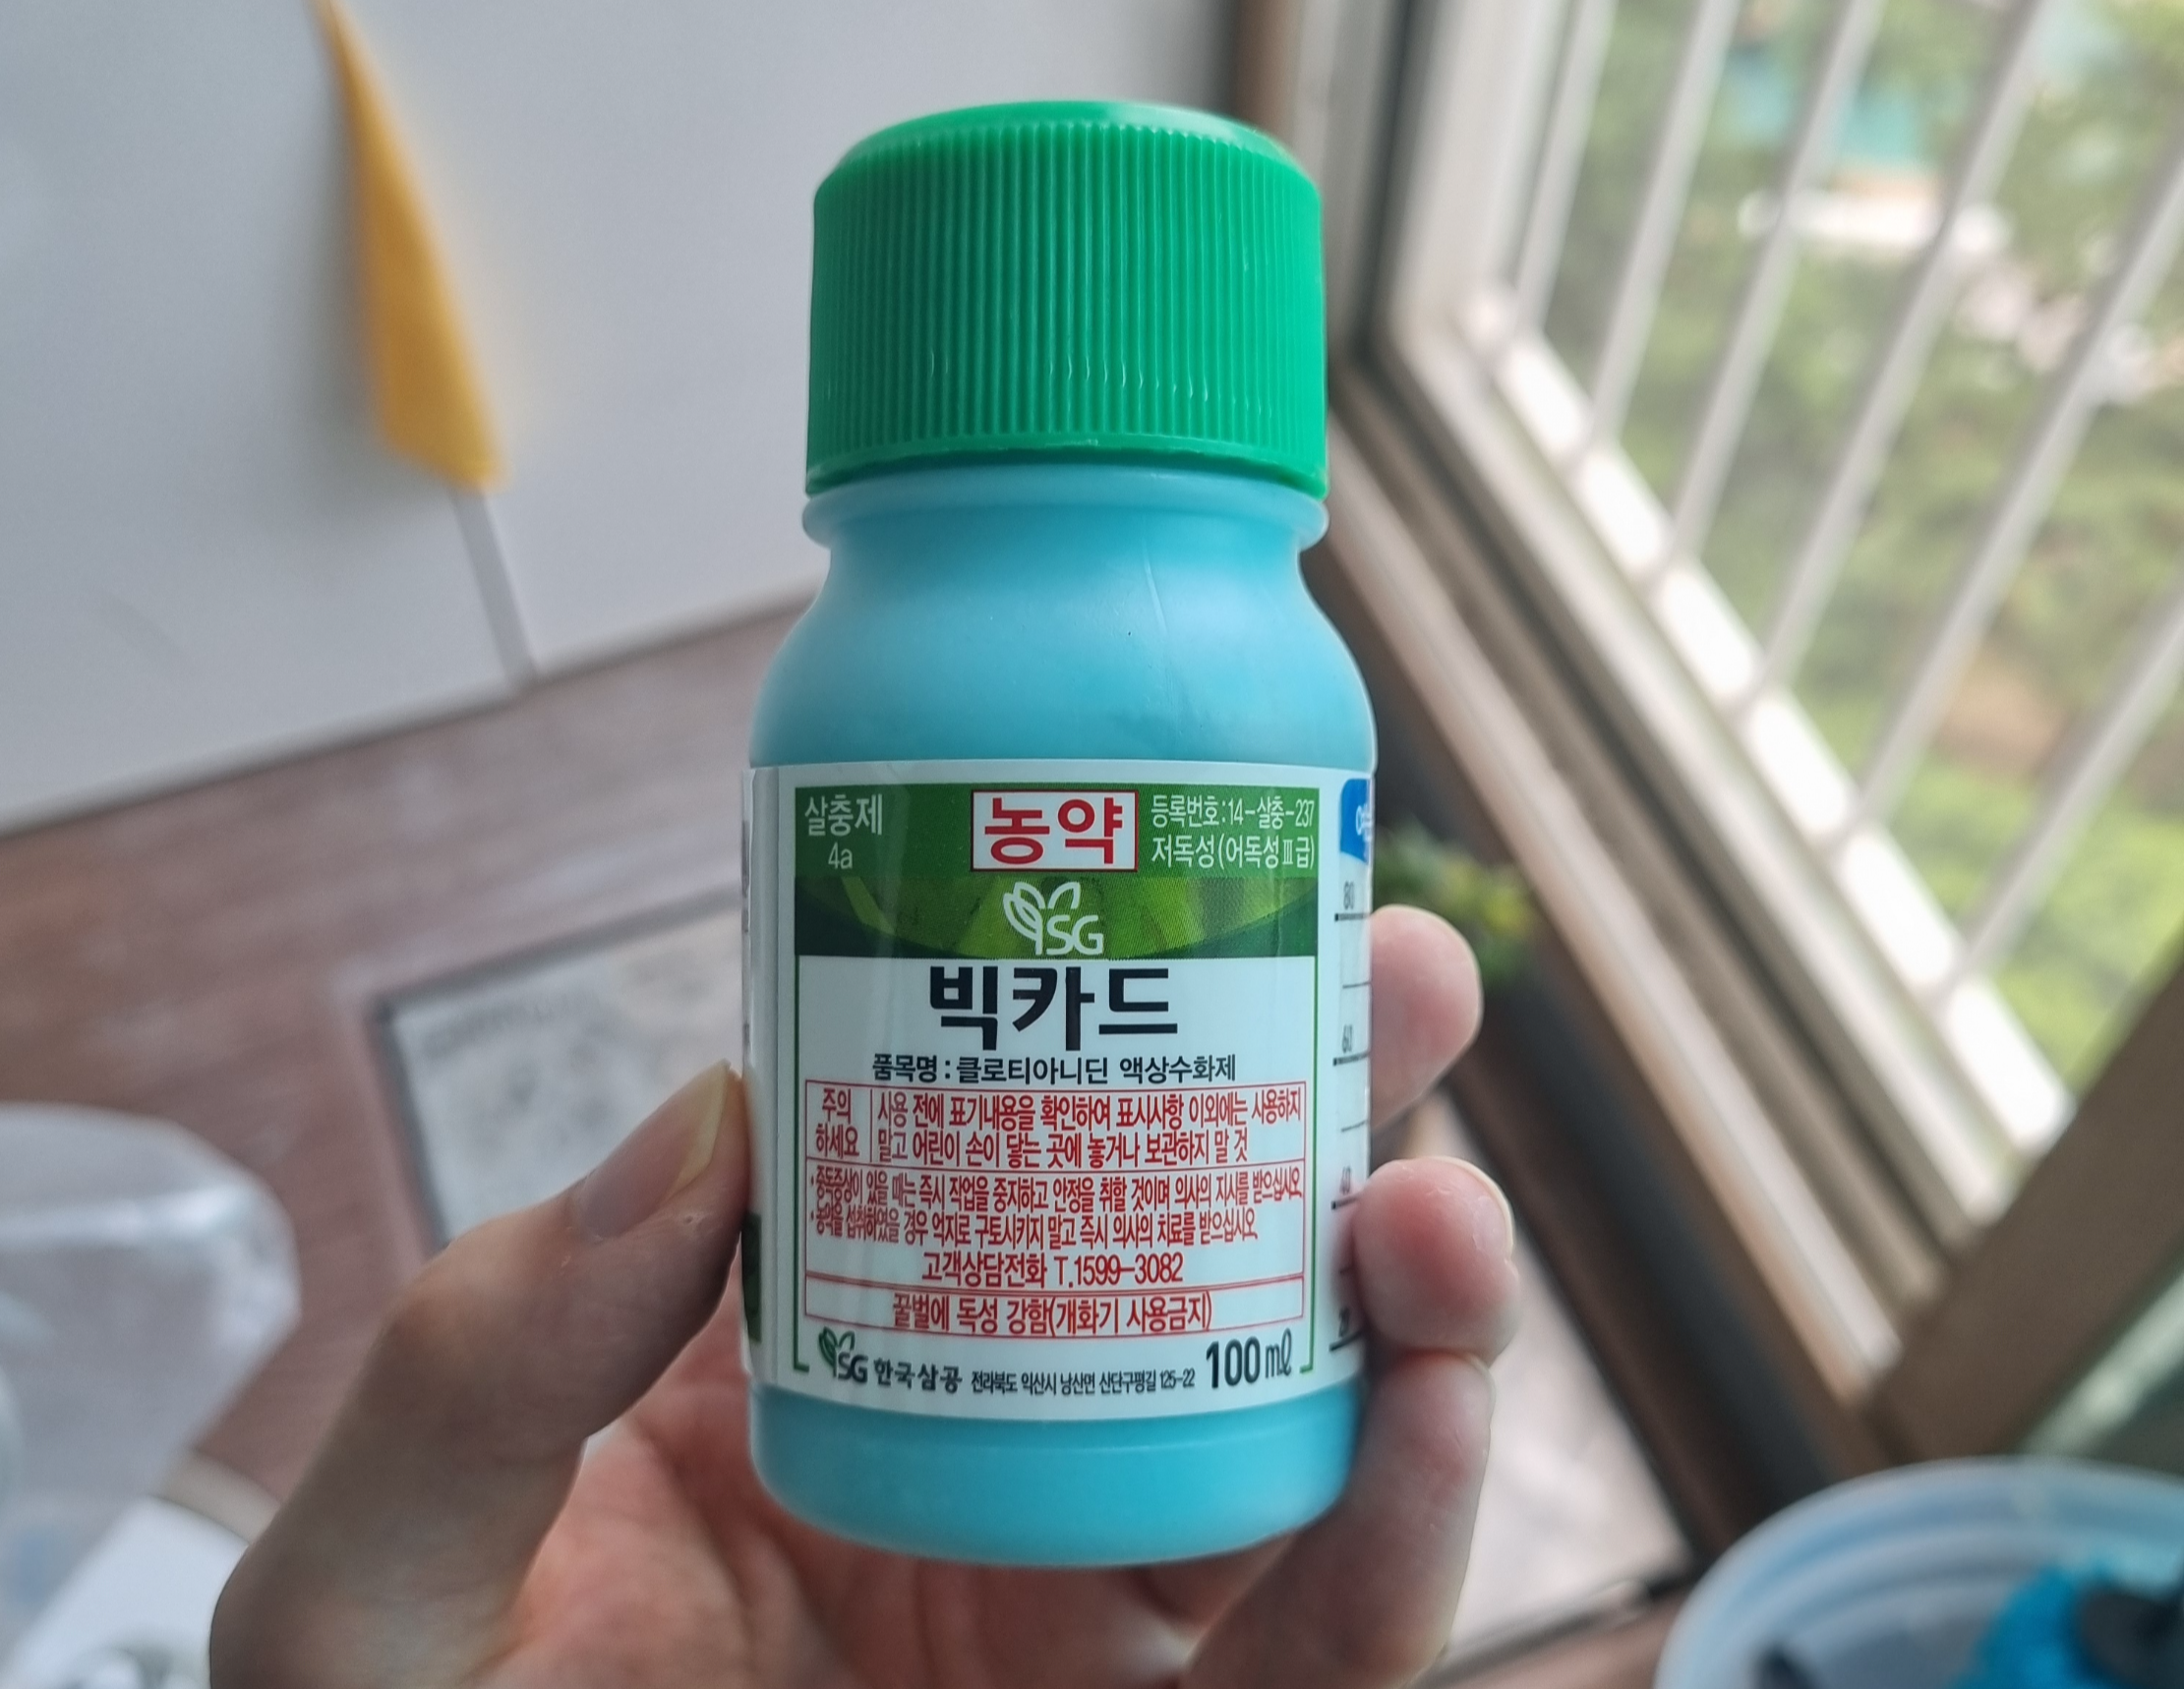 살충제
4a
농약
등록번호:14-살충-237
저독성(어독성Ⅲ급)
SG
빅카드
품목명 : 클로티아니딘 액상수화제
주의
하세요
사용 전에 표기내용을 확인하여 표시사항 이외에는 사용하지
말고 어린이 손이 닿는 곳에 놓거나 보관하지 말 것
·중독증상이 있을 때는 즉시 작업을 중지하고 안정을 취할 것이며 의사의 지시를 받으십시오.
·농약을 섭취하였을 경우 억지로 구토시키지 말고 즉시 의사의 치료를 받으십시오.
고객상담전화 T.1599-3082
꿀벌에 독성 강함(개화기 사용금지)
SG 한국삼공 전라북도 익산시 낭산면 산단구평길 125-22 100㎖
80
60
40